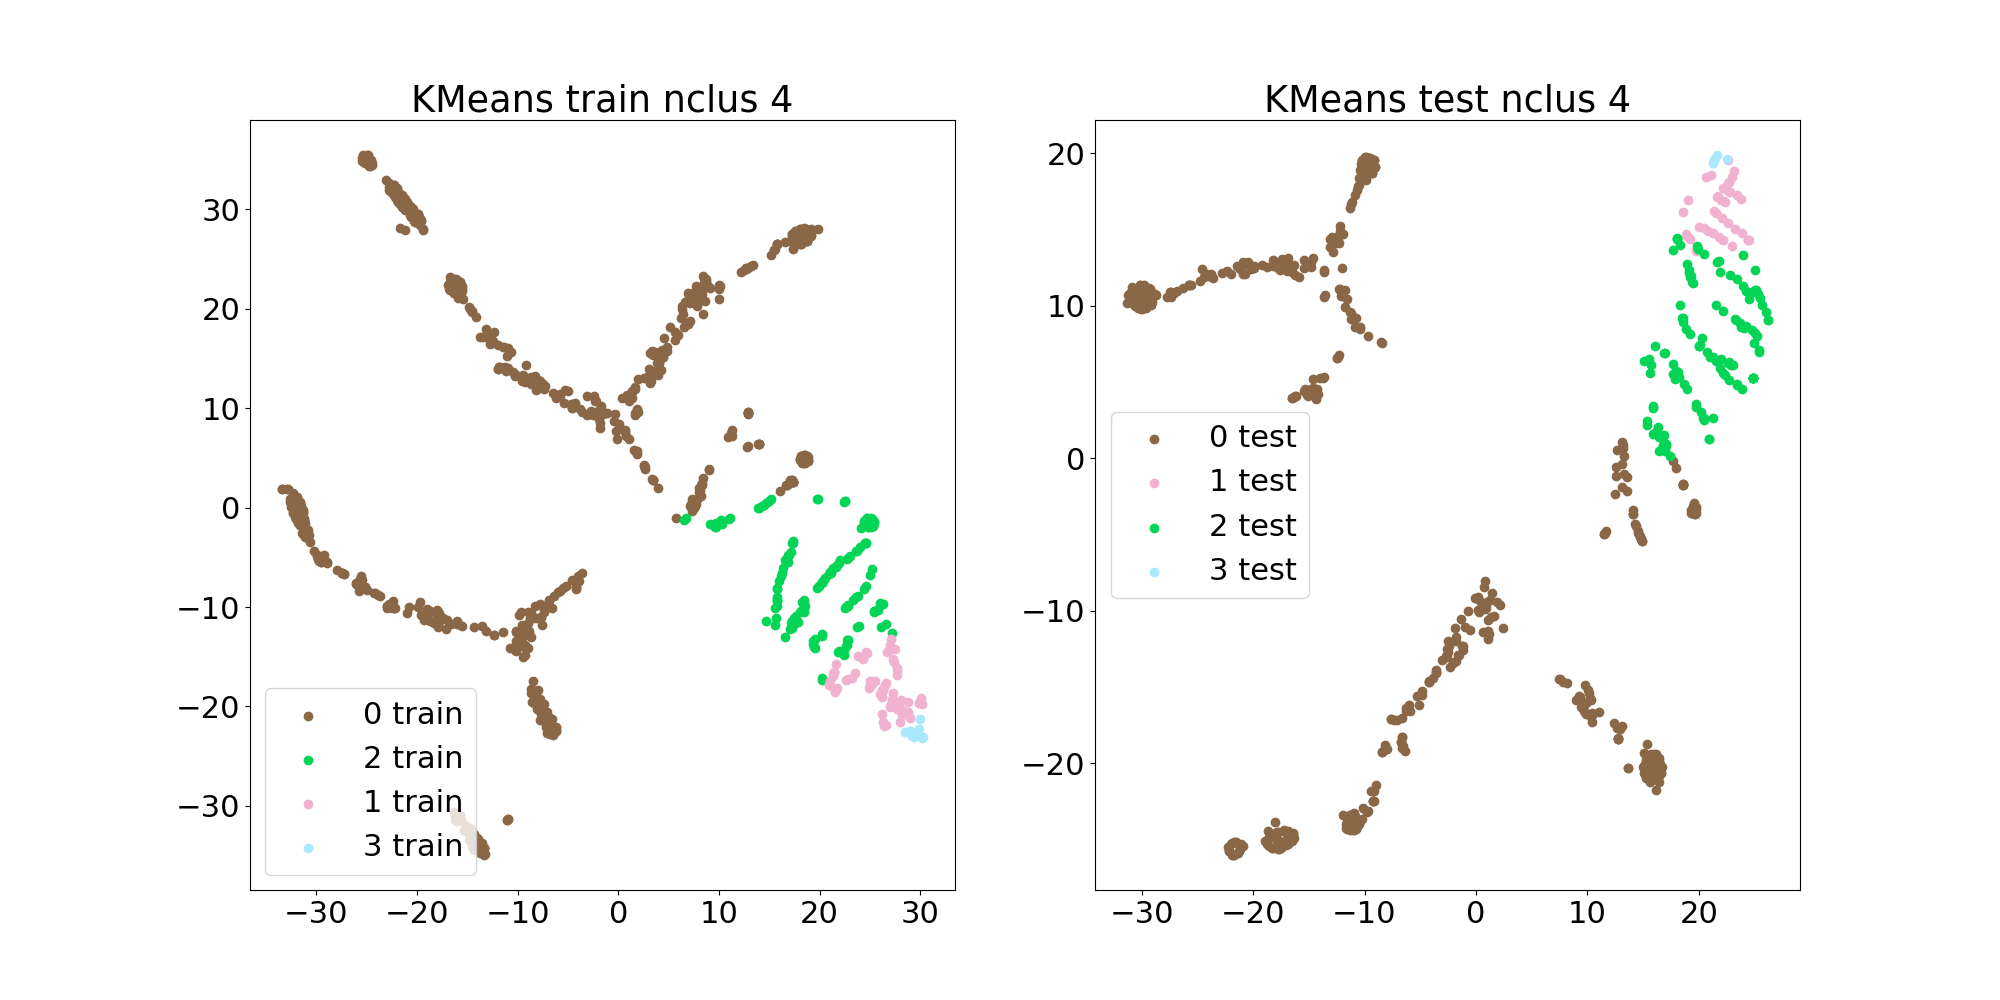 KMeans train nclus 4
30
20
10
0
−10
−20
−30
−30 −20 −10 0 10 20 30
0 train
2 train
1 train
3 train
KMeans test nclus 4
20
10
0
−10
−20
−30 −20 −10 0 10 20
0 test
1 test
2 test
3 test